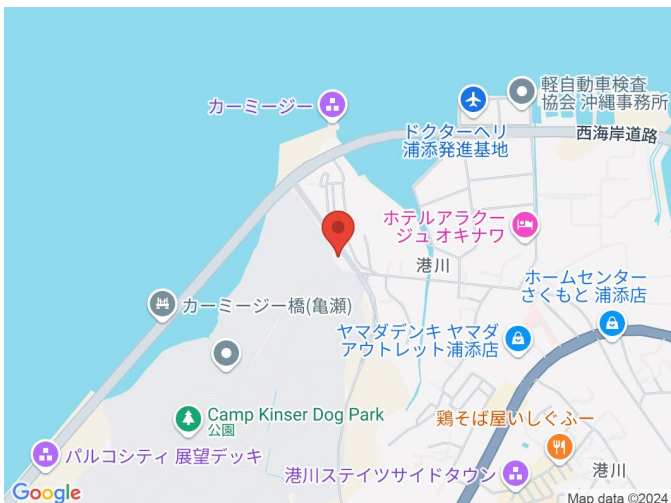 カーミージー
軽自動車検査
協会 沖縄事務所
ドクターヘリ
浦添発進基地
西海岸道路
ホテルアラクー
ジュ オキナワ
港川
ホームセンター
さくもと 浦添店
カーミージー橋(亀瀬)
ヤマダデンキ ヤマダ
アウトレット浦添店
Camp Kinser Dog Park
公園
鶏そば屋いしぐふー
パルコシティ 展望デッキ
港川ステイツサイドタウン
港川
Google
Map data ©2024